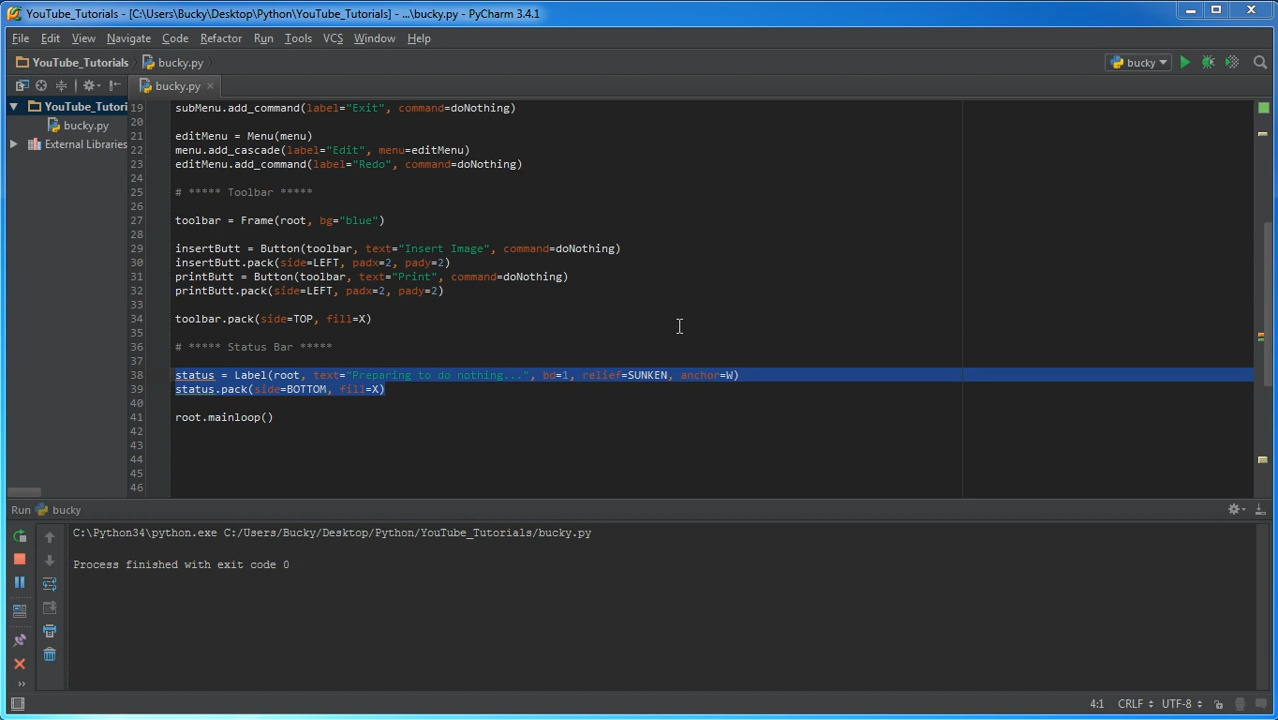 YouTube_Tutorials - [C:\Users\Bucky\Desktop\Python\YouTube_Tutorials] - ...\bucky.py - PyCharm 3.4.1
File Edit View Navigate Code Refactor Run Tools VCS Window Help
YouTube_Tutorials bucky.py bucky
bucky.py
YouTube_Tutori
bucky.py
External Libraries
19 subMenu.add_command(label="Exit", command=doNothing)
20
21 editMenu = Menu(menu)
22 menu.add_cascade(label="Edit", menu=editMenu)
23 editMenu.add_command(label="Redo", command=doNothing)
24
25 # ***** Toolbar *****
26
27 toolbar = Frame(root, bg="blue")
28
29 insertButt = Button(toolbar, text="Insert Image", command=doNothing)
30 insertButt.pack(side=LEFT, padx=2, pady=2)
31 printButt = Button(toolbar, text="Print", command=doNothing)
32 printButt.pack(side=LEFT, padx=2, pady=2)
33
34 toolbar.pack(side=TOP, fill=X)
35
36 # ***** Status Bar *****
37
38 status = Label(root, text="Preparing to do nothing...", bd=1, relief=SUNKEN, anchor=W)
39 status.pack(side=BOTTOM, fill=X)
40
41 root.mainloop()
42
43
44
45
46
Run bucky
C:\Python34\python.exe C:/Users/Bucky/Desktop/Python/YouTube_Tutorials/bucky.py
Process finished with exit code 0
4:1 CRLF UTF-8